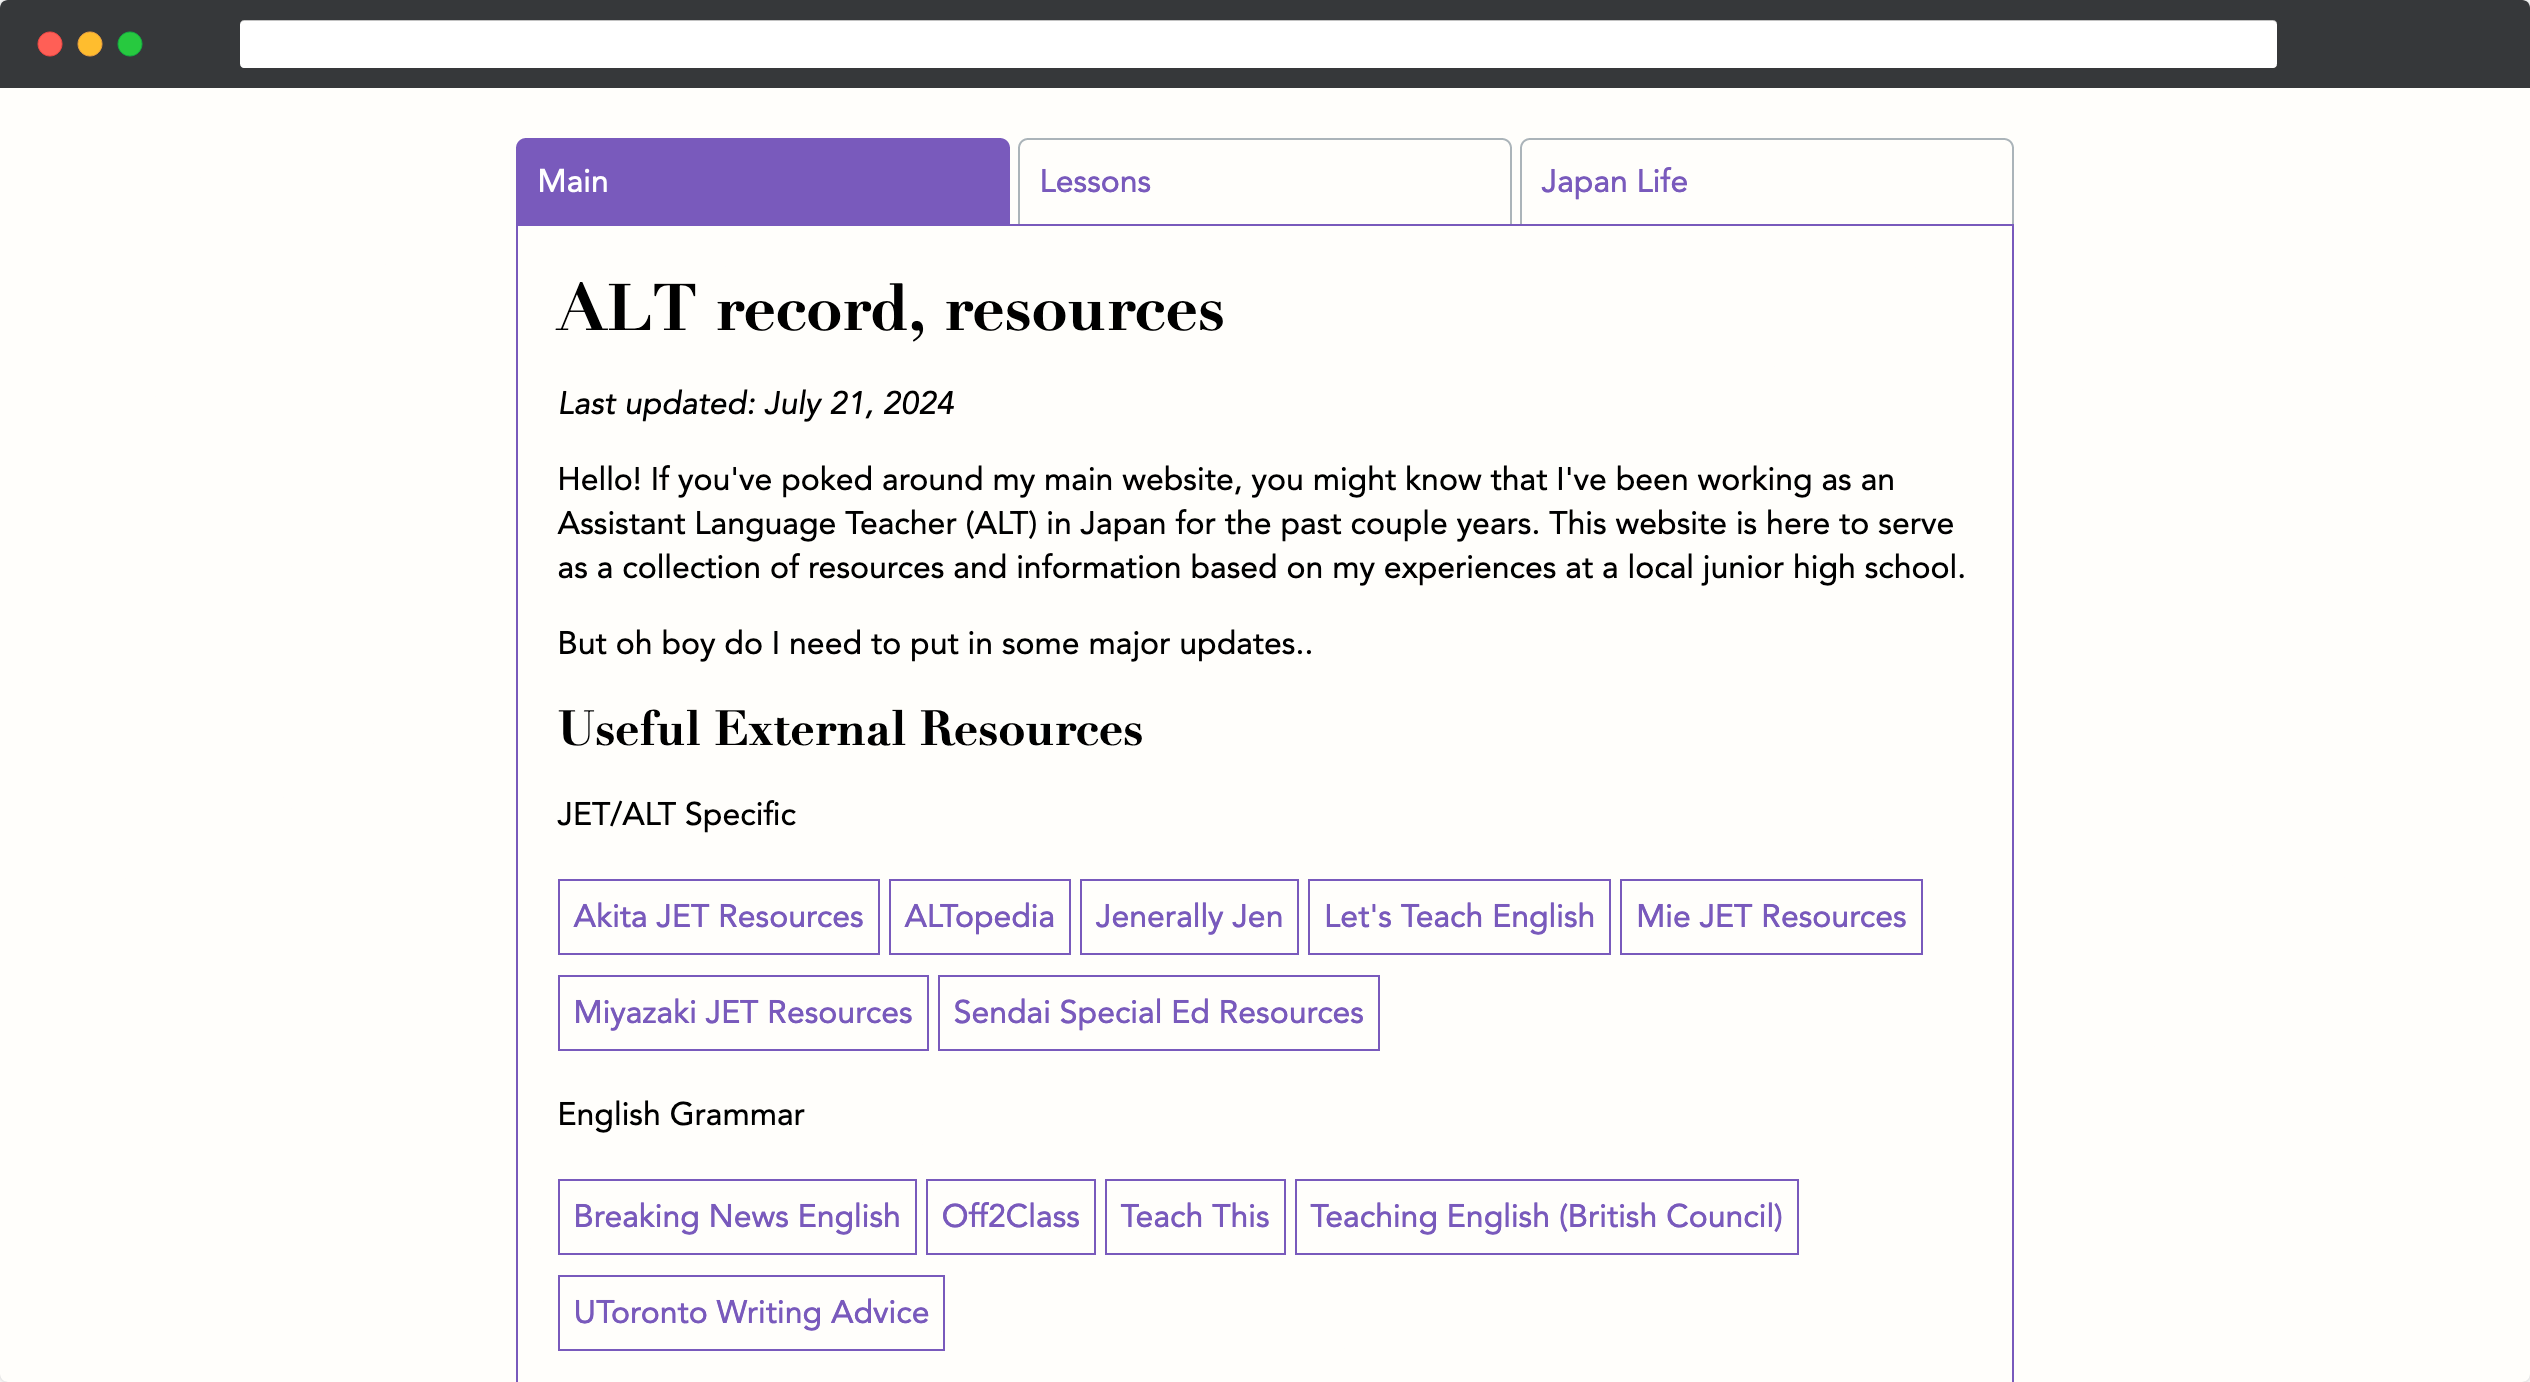 Main
Lessons
Japan Life
ALT record, resources
Last updated: July 21, 2024
Hello! If you've poked around my main website, you might know that I've been working as an
Assistant Language Teacher (ALT) in Japan for the past couple years. This website is here to serve
as a collection of resources and information based on my experiences at a local junior high school.
But oh boy do I need to put in some major updates..
Useful External Resources
JET/ALT Specific
Akita JET Resources
ALTopedia
Jenerally Jen
Let's Teach English
Mie JET Resources
Miyazaki JET Resources
Sendai Special Ed Resources
English Grammar
Breaking News English
Off2Class
Teach This
Teaching English (British Council)
UToronto Writing Advice